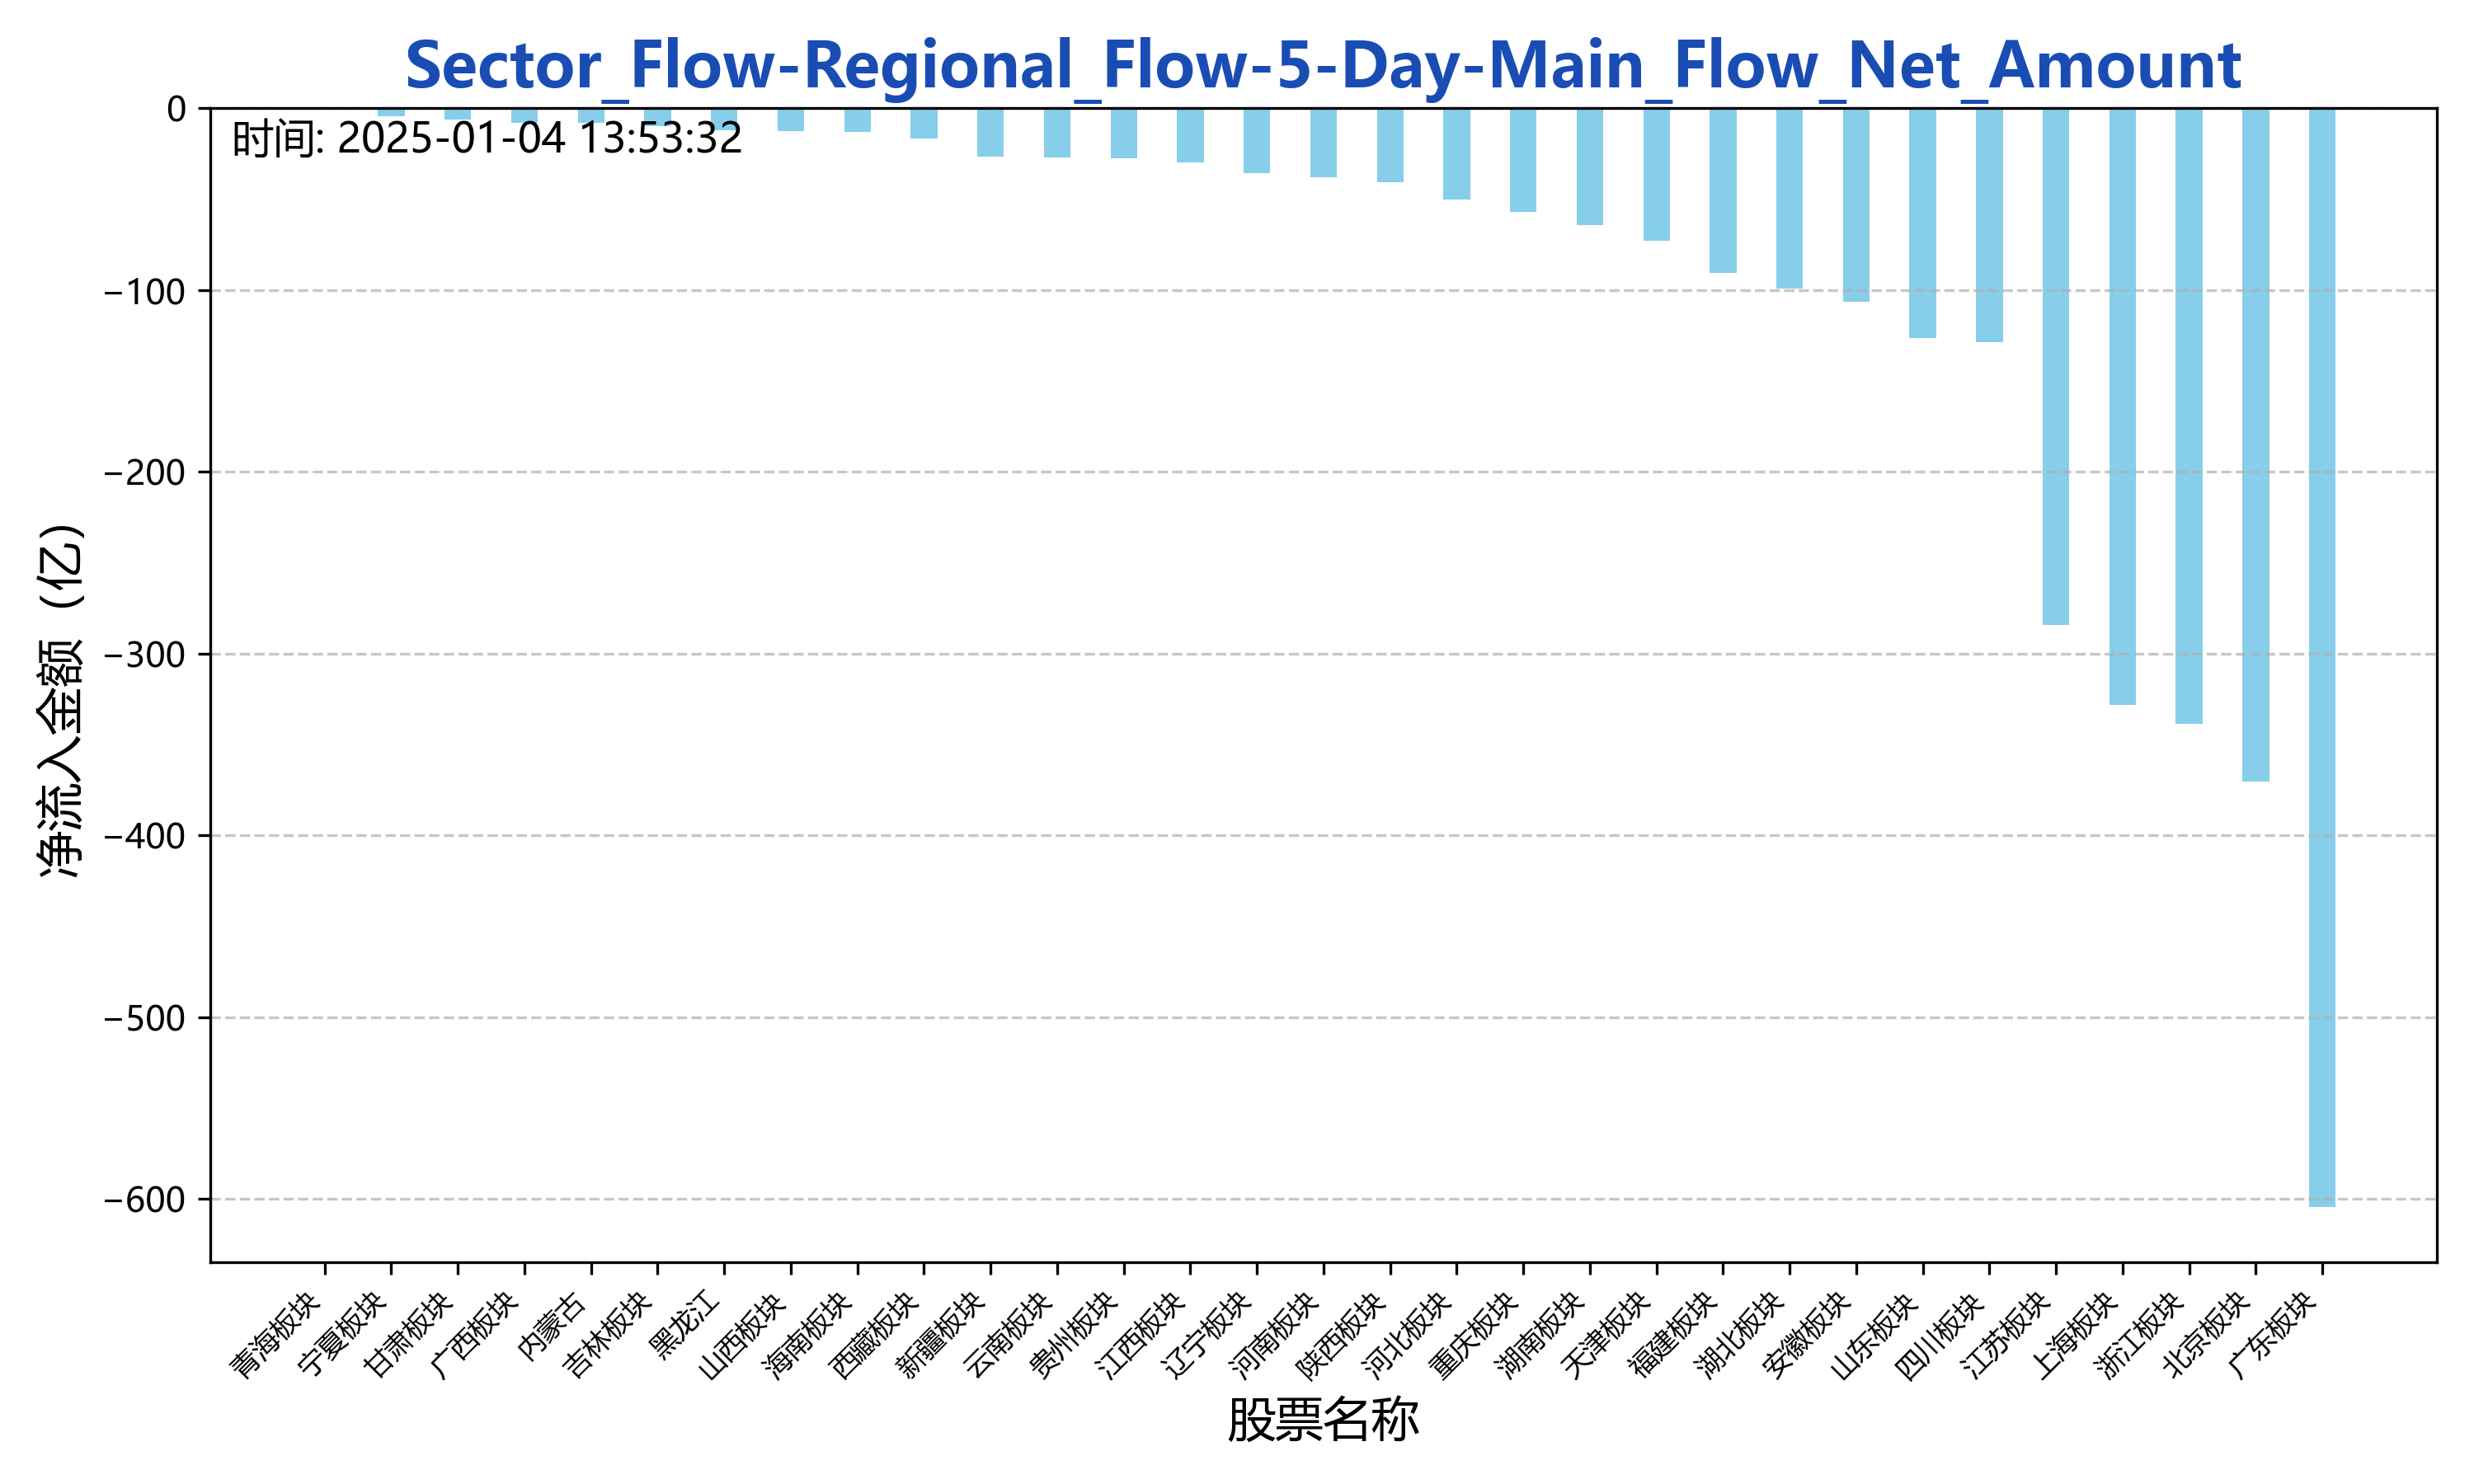 Sector_Flow-Regional_Flow-5-Day-Main_Flow_Net_Amount
时间: 2025-01-04 13:53:32
净流入金额 (亿)
0
−100
−200
−300
−400
−500
−600
青海板块
宁夏板块
甘肃板块
广西板块
内蒙古
吉林板块
黑龙江
山西板块
海南板块
西藏板块
新疆板块
云南板块
贵州板块
江西板块
辽宁板块
河南板块
陕西板块
河北板块
重庆板块
湖南板块
天津板块
福建板块
湖北板块
安徽板块
山东板块
四川板块
江苏板块
上海板块
浙江板块
北京板块
广东板块
股票名称